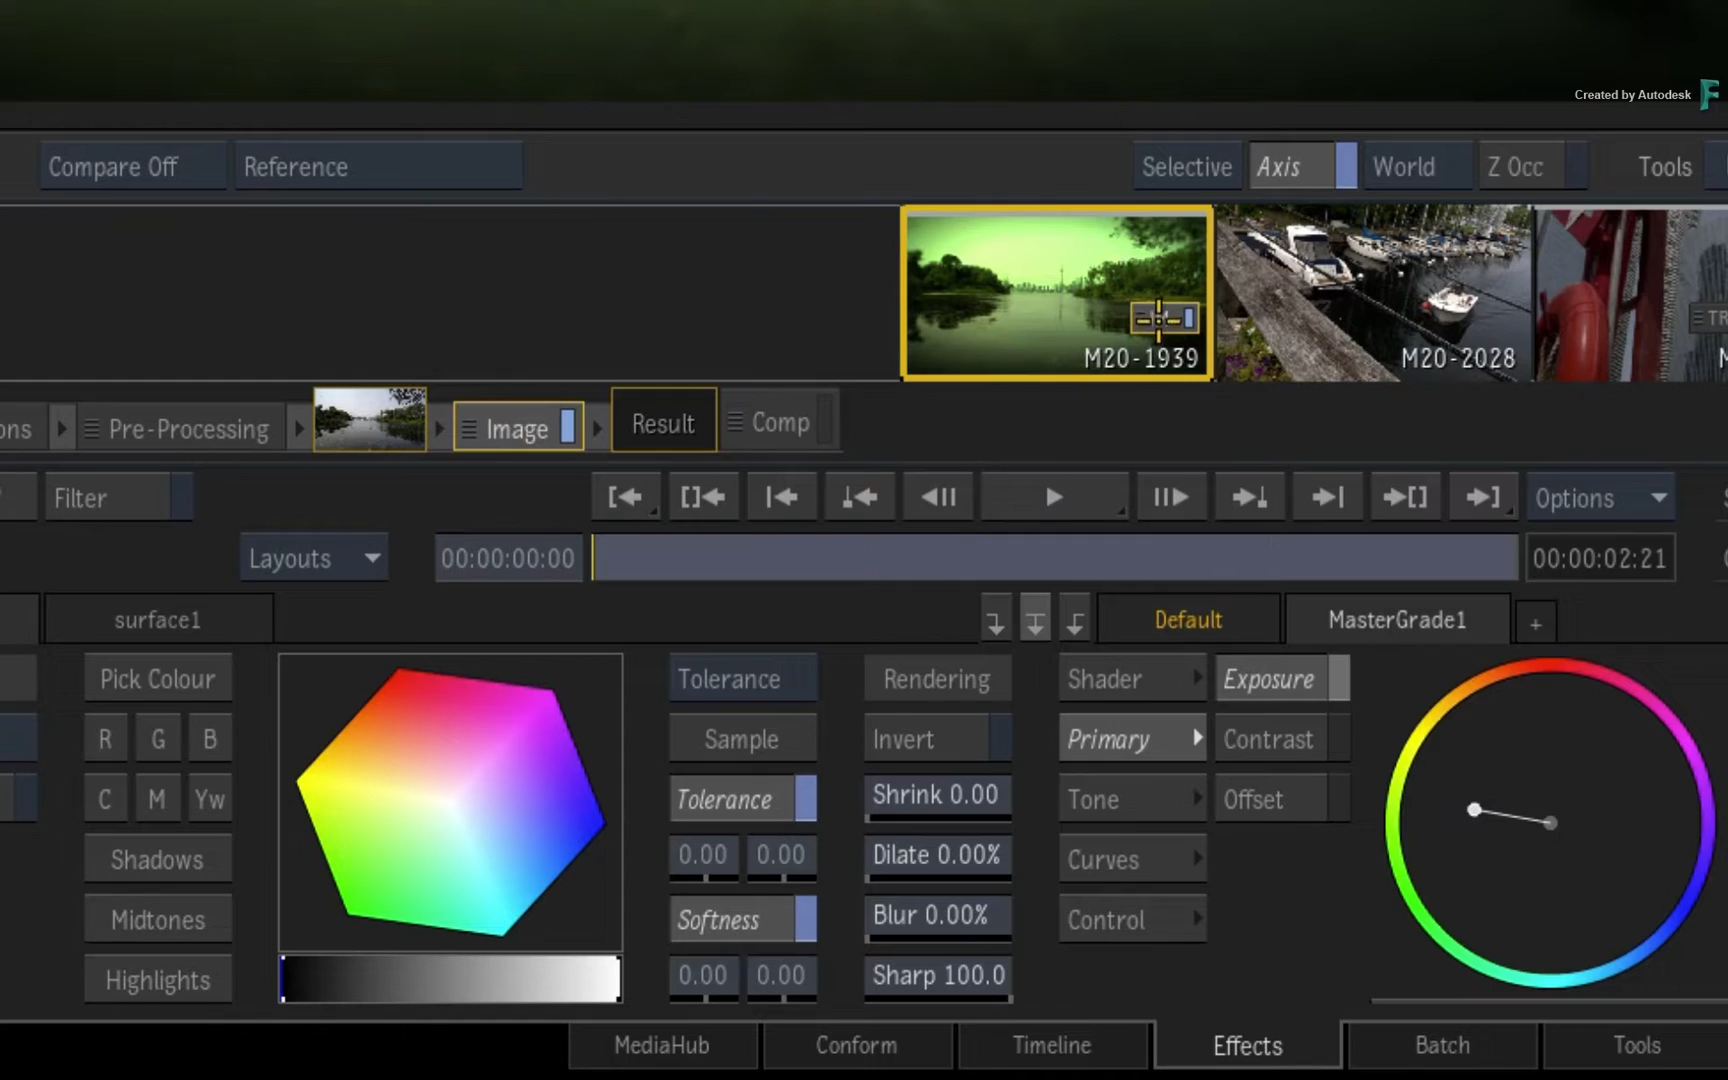 Created by Autodesk
Compare Off
Reference
Selective
Axis
World
Z Occ
Tools
M20-1939
M20-2028
TR
M
ons
Pre-Processing
Image
Result
Comp
Filter
Options
Layouts
00:00:00:00
00:00:02:21
surface1
Default
MasterGrade1
+
Pick Colour
Tolerance
Rendering
Shader
Exposure
R G B
Sample
Invert
Primary
Contrast
C M Yw
Tolerance
Shrink 0.00
Tone
Offset
Shadows
0.00 0.00
Dilate 0.00%
Curves
Midtones
Softness
Blur 0.00%
Control
Highlights
0.00 0.00
Sharp 100.0
MediaHub
Conform
Timeline
Effects
Batch
Tools